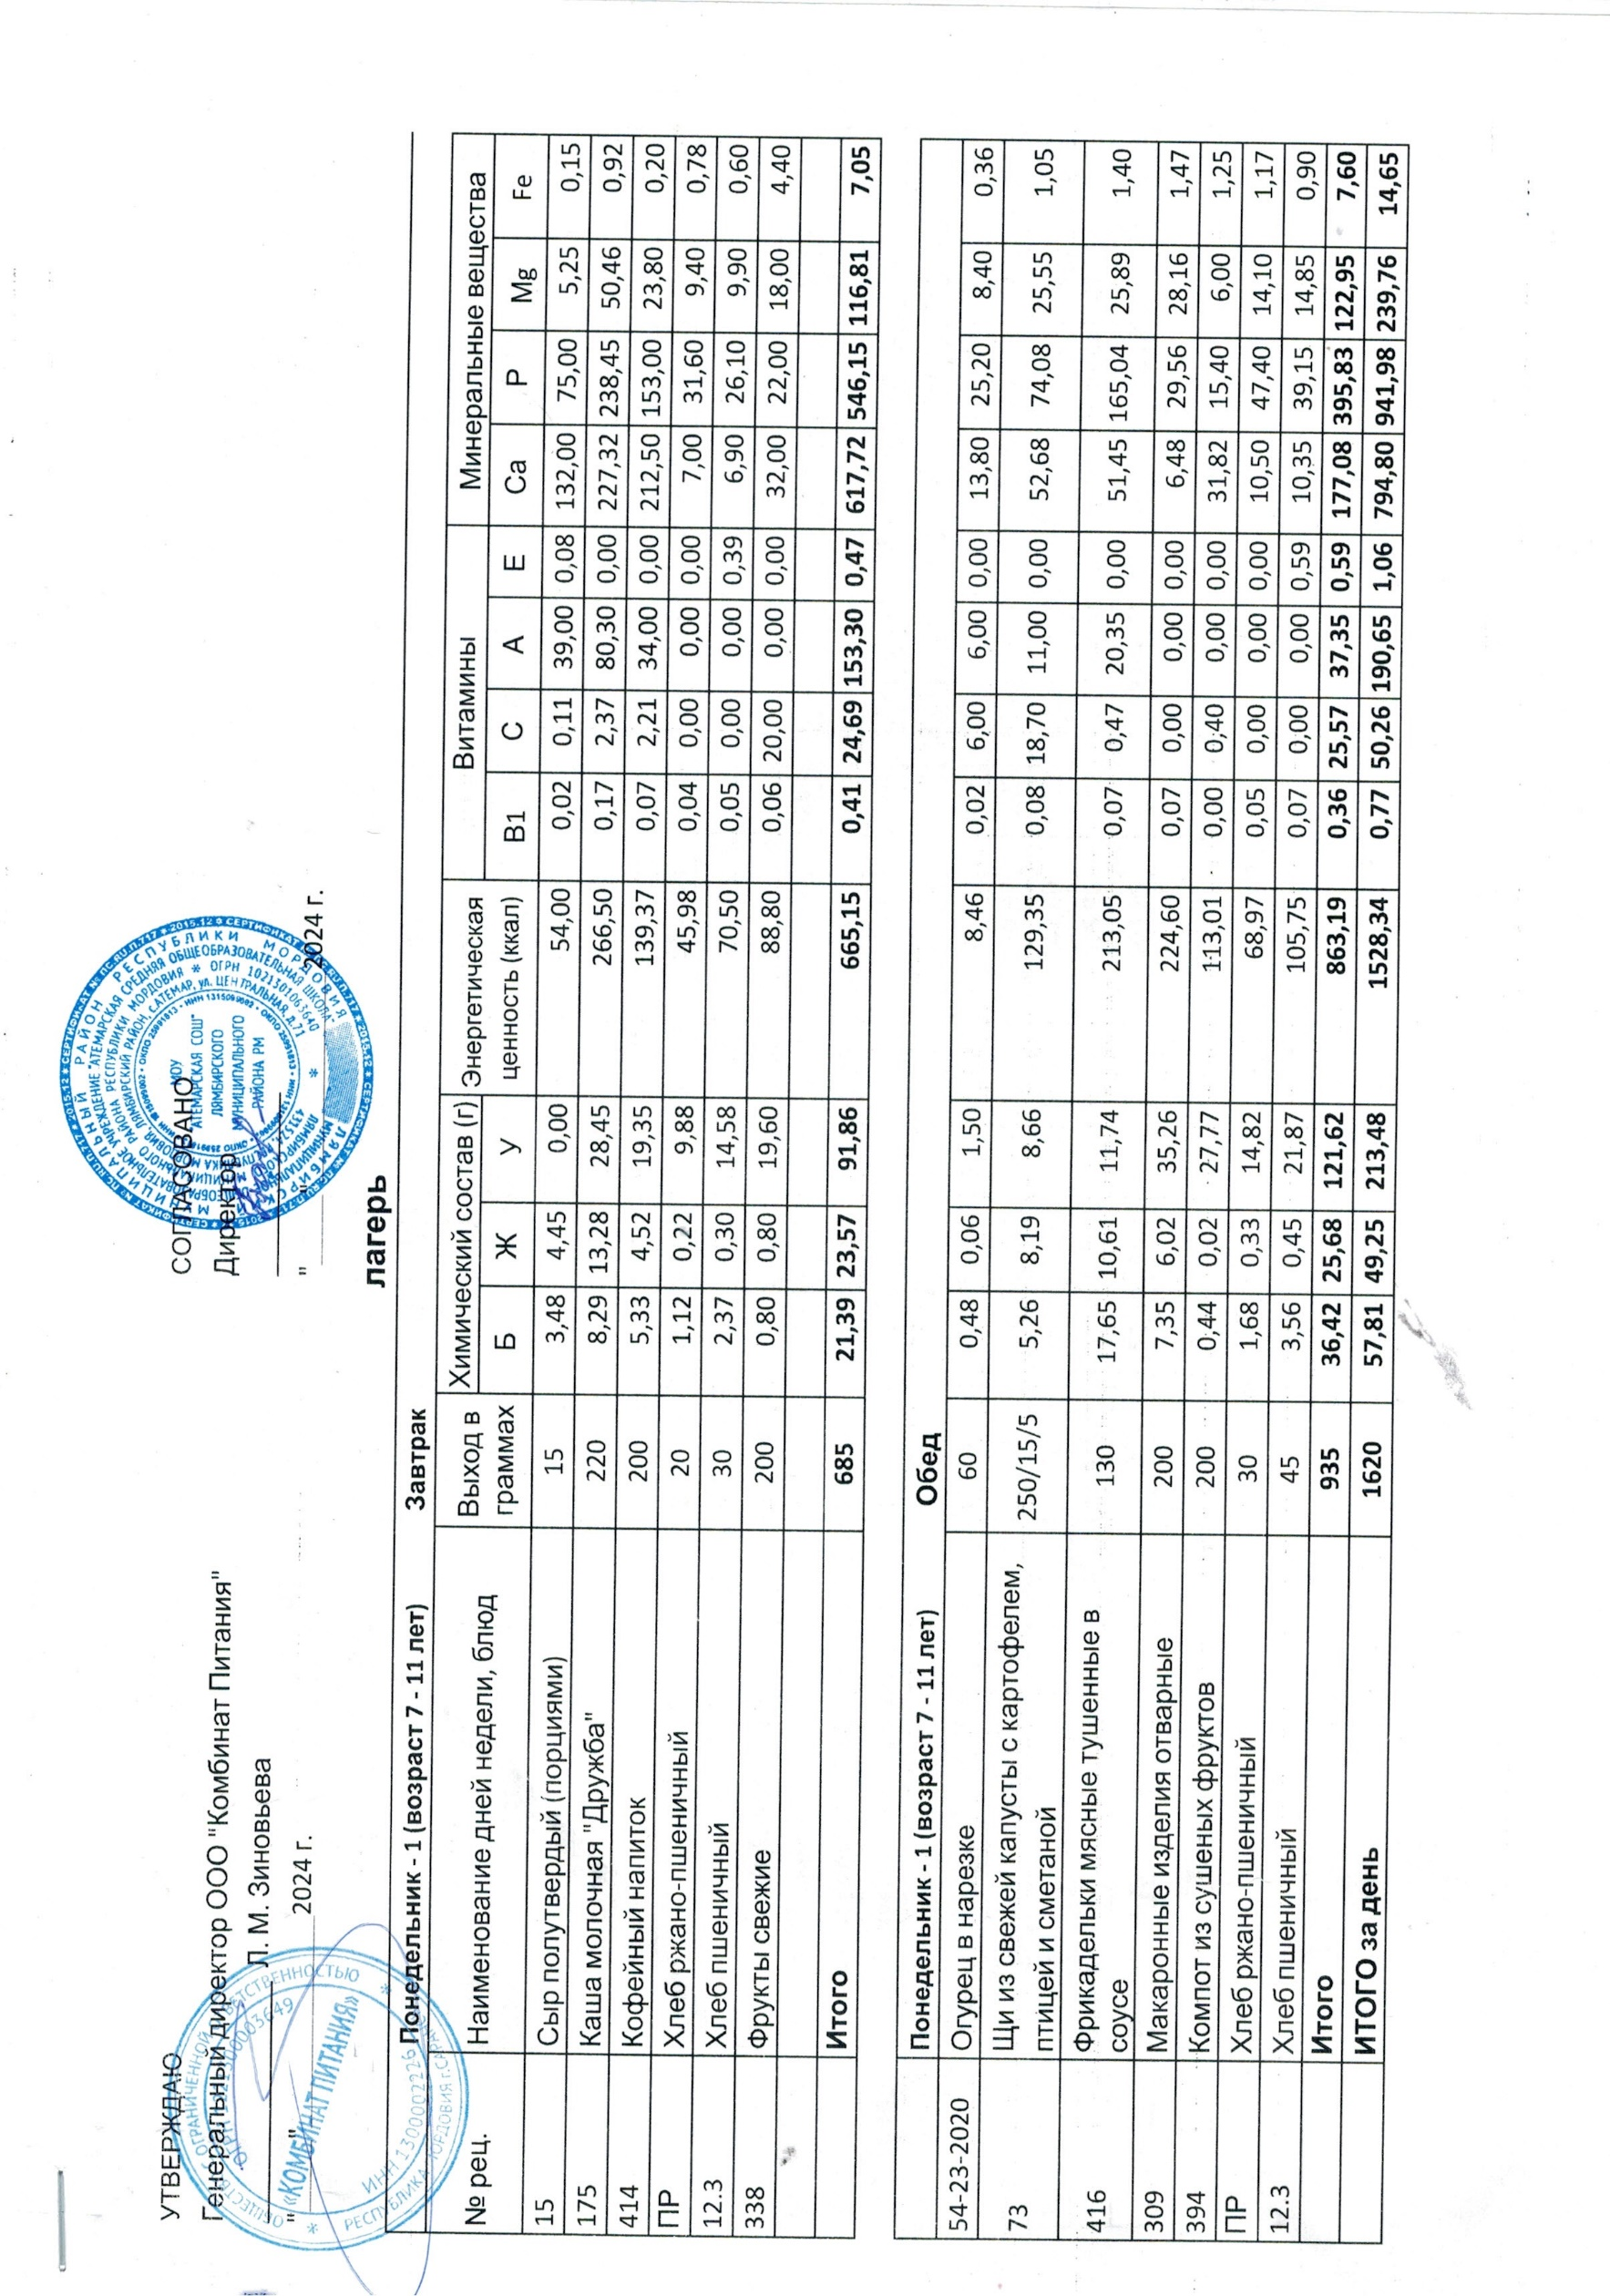 УТВЕРЖДАЮ
Генеральный директор ООО "Комбинат Питания"
Л. М. Зиновьева
" " 2024 г.
СОГЛАСОВАНО
Директор
" " 2024 г.
«КОМБИНАТ ПИТАНИЯ»
МОУ
"АТЕМАРСКАЯ СОШ"
ЛЯМБИРСКОГО
МУНИЦИПАЛЬНОГО
РАЙОНА РМ
лагерь
Понедельник - 1 (возраст 7 - 11 лет) Завтрак
№ рец. Наименование дней недели, блюд Выход в граммах Химический состав (г) Энергетическая ценность (ккал) Витамины Минеральные вещества
Б Ж У В1 С А Е Са Р Mg Fe
15 Сыр полутвердый (порциями) 15 3,48 4,45 0,00 54,00 0,02 0,11 39,00 0,08 132,00 75,00 5,25 0,15
175 Каша молочная "Дружба" 220 8,29 13,28 28,45 266,50 0,17 2,37 80,30 0,00 227,32 238,45 50,46 0,92
414 Кофейный напиток 200 5,33 4,52 19,35 139,37 0,07 2,21 34,00 0,00 212,50 153,00 23,80 0,20
ПР Хлеб ржано-пшеничный 20 1,12 0,22 9,88 45,98 0,04 0,00 0,00 0,00 7,00 31,60 9,40 0,78
12.3 Хлеб пшеничный 30 2,37 0,30 14,58 70,50 0,05 0,00 0,00 0,39 6,90 26,10 9,90 0,60
338 Фрукты свежие 200 0,80 0,80 19,60 88,80 0,06 20,00 0,00 0,00 32,00 22,00 18,00 4,40
Итого 685 21,39 23,57 91,86 665,15 0,41 24,69 153,30 0,47 617,72 546,15 116,81 7,05
Понедельник - 1 (возраст 7 - 11 лет) Обед
54-23-2020 Огурец в нарезке 60 0,48 0,06 1,50 8,46 0,02 6,00 6,00 0,00 13,80 25,20 8,40 0,36
73 Щи из свежей капусты с картофелем, 250/15/5 5,26 8,19 8,66 129,35 0,08 18,70 11,00 0,00 52,68 74,08 25,55 1,05
птицей и сметаной
416 Фрикадельки мясные тушенные в 130 17,65 10,61 11,74 213,05 0,07 0,47 20,35 0,00 51,45 165,04 25,89 1,40
соусе
309 Макаронные изделия отварные 200 7,35 6,02 35,26 224,60 0,07 0,00 0,00 0,00 6,48 29,56 28,16 1,47
394 Компот из сушеных фруктов 200 0,44 0,02 27,77 113,01 0,00 0,40 0,00 0,00 31,82 15,40 6,00 1,25
ПР Хлеб ржано-пшеничный 30 1,68 0,33 14,82 68,97 0,05 0,00 0,00 0,00 10,50 47,40 14,10 1,17
12.3 Хлеб пшеничный 45 3,56 0,45 21,87 105,75 0,07 0,00 0,00 0,59 10,35 39,15 14,85 0,90
Итого 935 36,42 25,68 121,62 863,19 0,36 25,57 37,35 0,59 177,08 395,83 122,95 7,60
ИТОГО за день 1620 57,81 49,25 213,48 1528,34 0,77 50,26 190,65 1,06 794,80 941,98 239,76 14,65